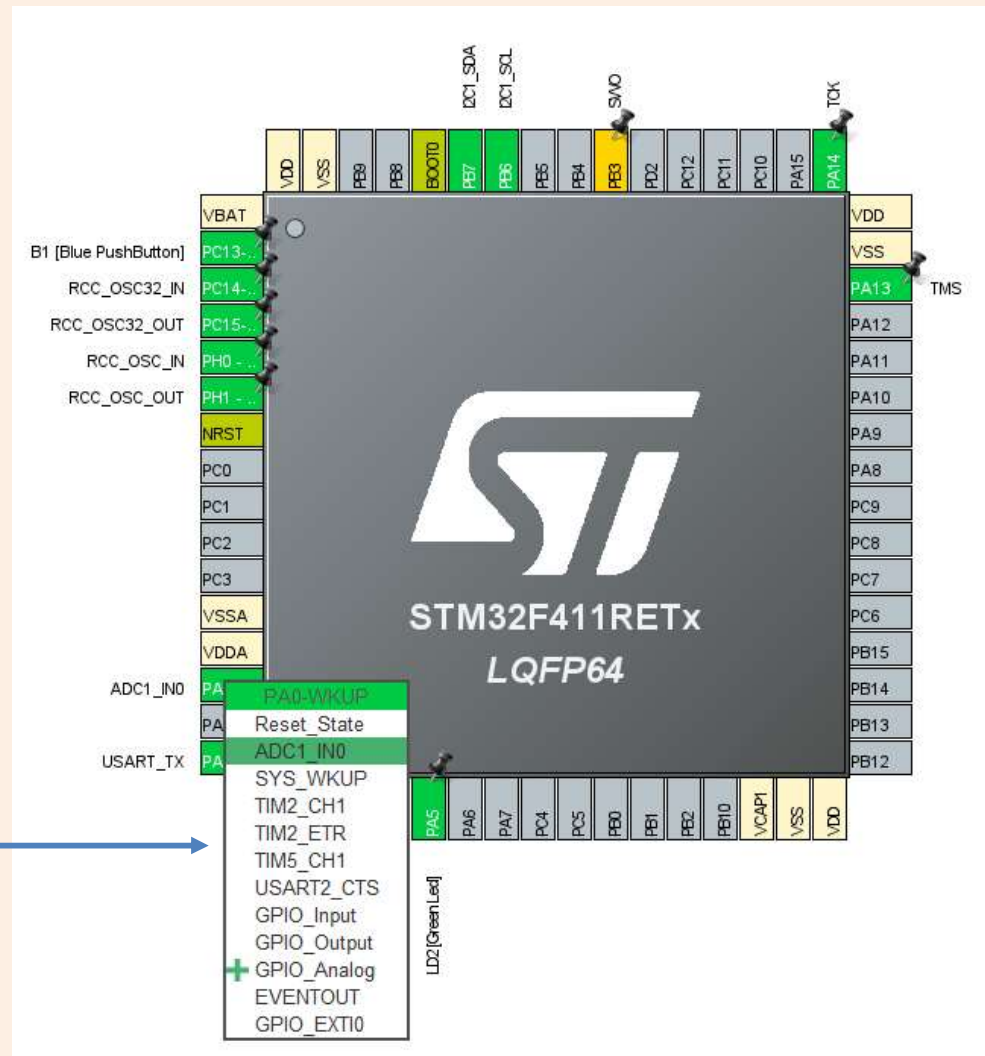 I2C1_SDA
I2C1_SCL
SWO
TCK
VDD
VSS
PB9
PB8
BOOT0
PB7
PB6
PB5
PB4
PB3
PD2
PC12
PC11
PC10
PA15
PA14
VBAT
B1 [Blue PushButton] PC13-..
RCC_OSC32_IN PC14-..
RCC_OSC32_OUT PC15-..
RCC_OSC_IN PH0 - ..
RCC_OSC_OUT PH1 - ..
NRST
PC0
PC1
PC2
PC3
VSSA
VDDA
ADC1_IN0 PA
PA
USART_TX PA
STM32F411RETx
LQFP64
VDD
VSS
PA13 TMS
PA12
PA11
PA10
PA9
PA8
PC9
PC8
PC7
PC6
PB15
PB14
PB13
PB12
PA0-WKUP
Reset_State
ADC1_IN0
SYS_WKUP
TIM2_CH1
TIM2_ETR
TIM5_CH1
USART2_CTS
GPIO_Input
GPIO_Output
GPIO_Analog
EVENTOUT
GPIO_EXTI0
PA5
PA6
PA7
PC4
PC5
PB0
PB1
PB2
PB10
VCAP1
VSS
VDD
LD2 [Green Led]